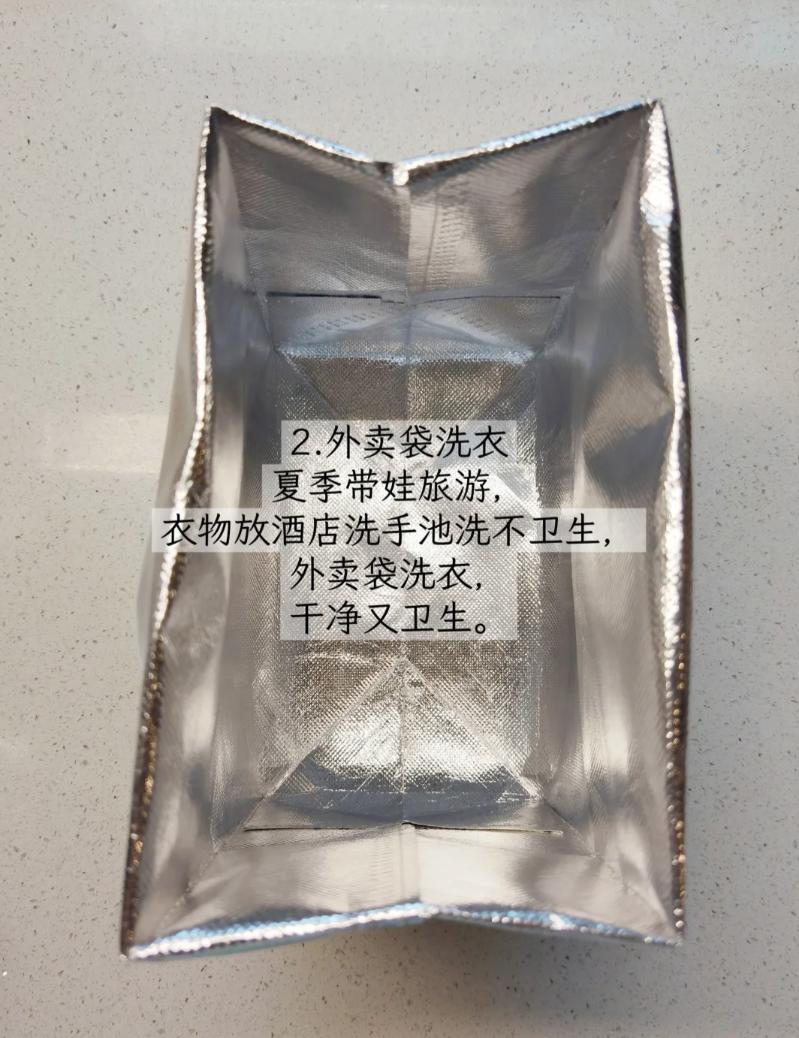 2.外卖袋洗衣
夏季带娃旅游,
衣物放酒店洗手池洗不卫生,
外卖袋洗衣,
干净又卫生。